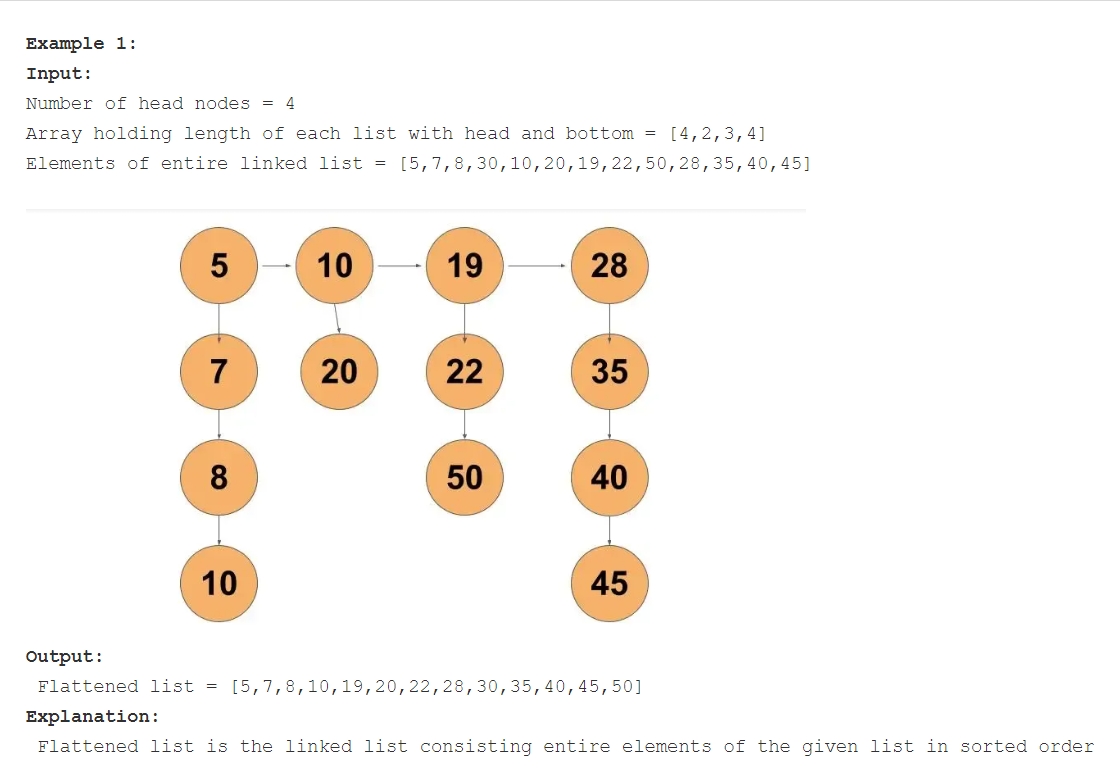 Example 1:
Input:
Number of head nodes = 4
Array holding length of each list with head and bottom = [4,2,3,4]
Elements of entire linked list = [5,7,8,30,10,20,19,22,50,28,35,40,45]
5 10 19 28
7 20 22 35
8 50 40
10 45
Output:
Flattened list = [5,7,8,10,19,20,22,28,30,35,40,45,50]
Explanation:
Flattened list is the linked list consisting entire elements of the given list in sorted order